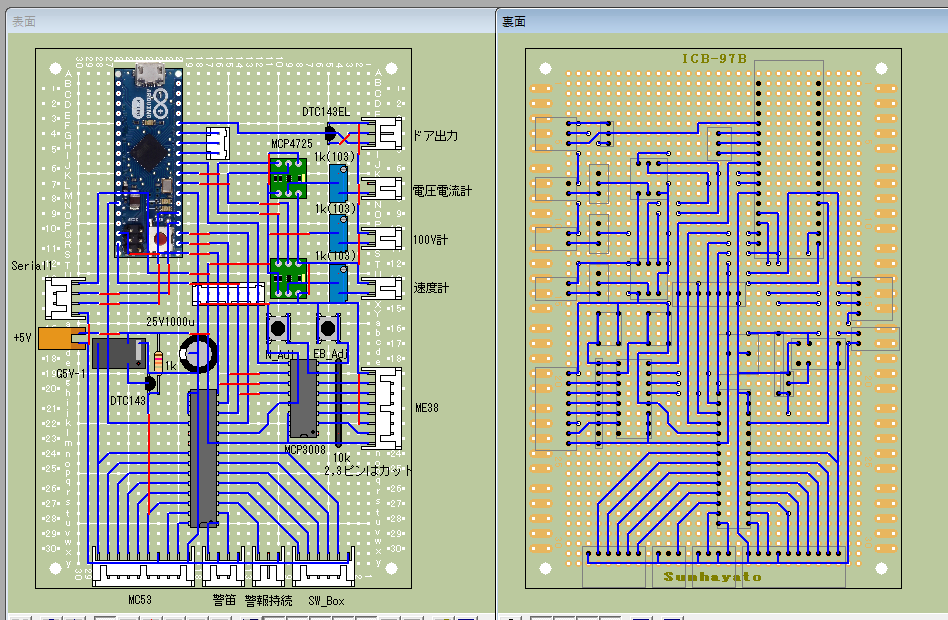 表面
裏面
ICB-97B
ARDUINO
DTC143EL
ドア出力
MCP4725
1k(103)
電圧電流計
1k(103)
100V計
1k(103)
Serial1
速度計
25V1000u
+5V
N_Adj
EB_Adj
G5V-1
1k
DTC143
ME38
MCP3008
10k
2,3ピンはカット
Sunhayato
MC53
警笛
警報持続
SW_Box